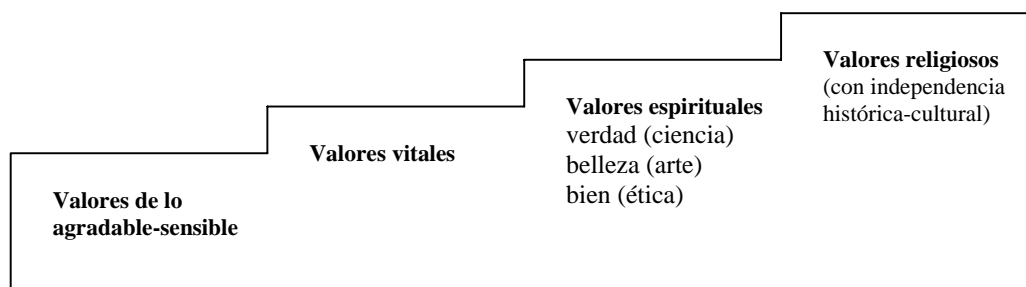 Valores de lo
agradable-sensible
Valores vitales
Valores espirituales
verdad (ciencia)
belleza (arte)
bien (ética)
Valores religiosos
(con independencia
histórica-cultural)